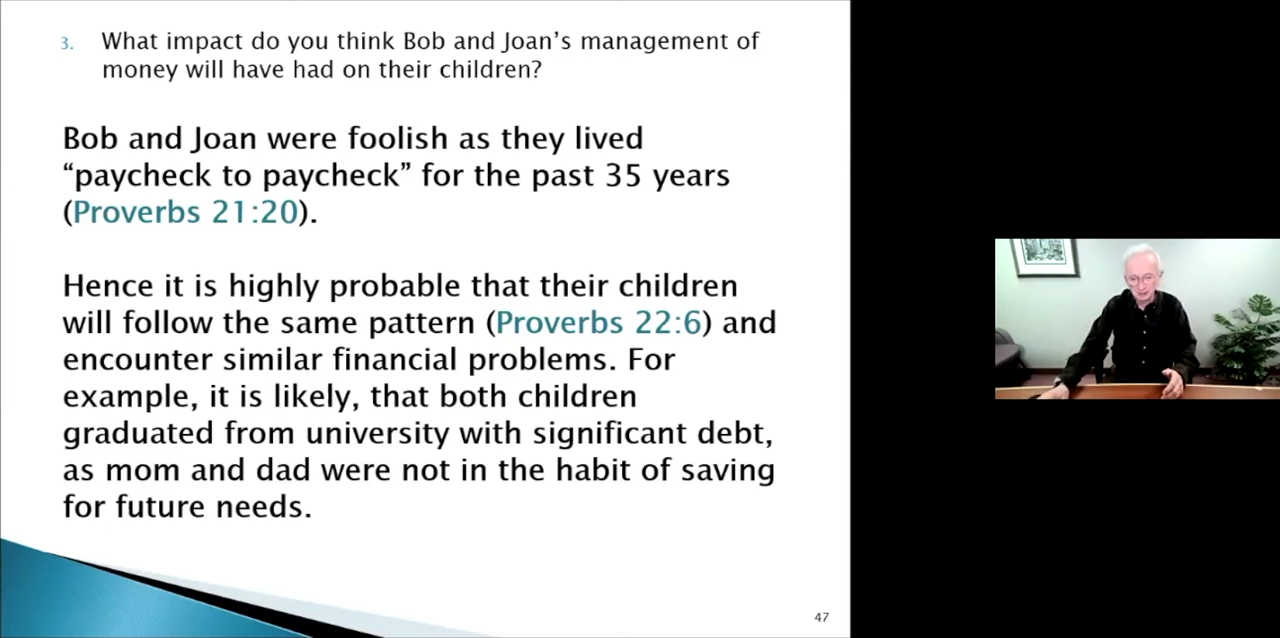 3. What impact do you think Bob and Joan's management of
money will have had on their children?
Bob and Joan were foolish as they lived
“paycheck to paycheck” for the past 35 years
(Proverbs 21:20).
Hence it is highly probable that their children
will follow the same pattern (Proverbs 22:6) and
encounter similar financial problems. For
example, it is likely, that both children
graduated from university with significant debt,
as mom and dad were not in the habit of saving
for future needs.
47